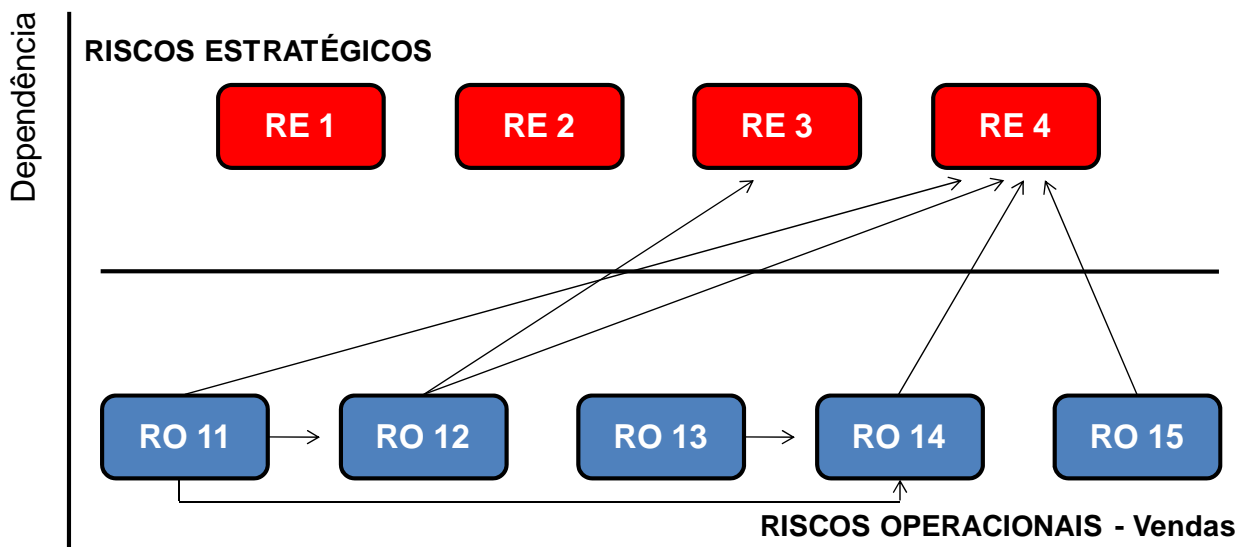 Dependência
RISCOS ESTRATÉGICOS
RE 1
RE 2
RE 3
RE 4
RO 11
RO 12
RO 13
RO 14
RO 15
RISCOS OPERACIONAIS - Vendas